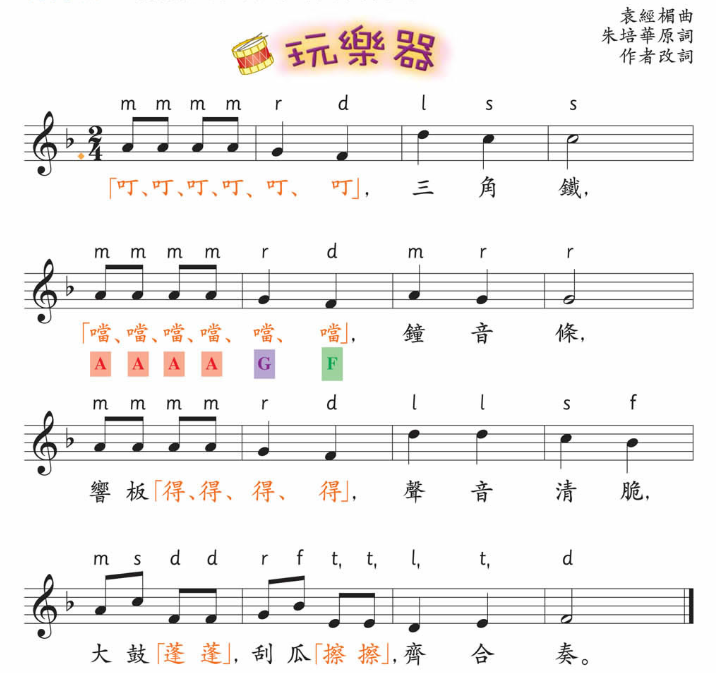 玩樂器
袁經楣曲
朱培華原詞
作者改詞
m m m m r d l s s
2
4
「叮、叮、叮、叮、叮、叮」，三角鐵，
m m m m r d m r r
「噹、噹、噹、噹、噹、噹」，鐘音條，
A A A A G F
m m m m r d l l s f
響板「得、得、得、得」，聲音清脆，
m s d d r f t, t, l, t, d
大鼓「蓬蓬」，刮瓜「擦擦」，齊合奏。